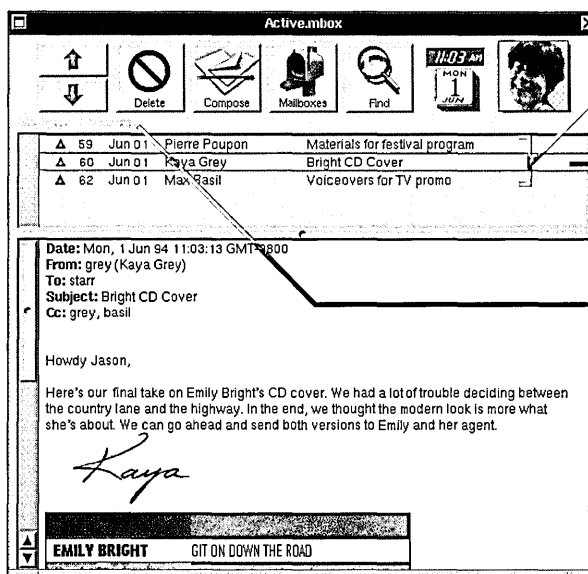 Active.mbox
Delete
Compose
Mailboxes
Find
11:03 AM
MON
1
JUN
59 Jun 01 Pierre Poupon Materials for festival program
60 Jun 01 Kaya Grey Bright CD Cover
62 Jun 01 Max Basil Voiceovers for TV promo
Date: Mon, 1 Jun 94 11:03:13 GMT-0800
From: grey (Kaya Grey)
To: starr
Subject: Bright CD Cover
Cc: grey, basil
Howdy Jason,
Here's our final take on Emily Bright's CD cover. We had a lot of trouble deciding between
the country lane and the highway. In the end, we thought the modern look is more what
she's about. We can go ahead and send both versions to Emily and her agent.
Kaya
EMILY BRIGHT GIT ON DOWN THE ROAD